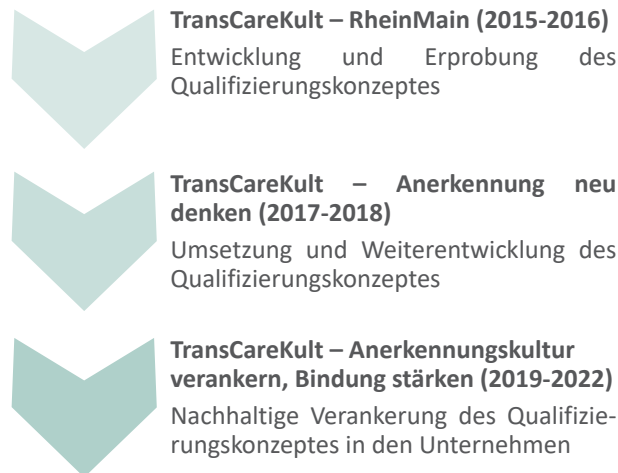 TransCareKult – RheinMain (2015-2016)
Entwicklung und Erprobung des
Qualifizierungskonzeptes
TransCareKult – Anerkennung neu
denken (2017-2018)
Umsetzung und Weiterentwicklung des
Qualifizierungskonzeptes
TransCareKult – Anerkennungskultur
verankern, Bindung stärken (2019-2022)
Nachhaltige Verankerung des Qualifizie-
rungskonzeptes in den Unternehmen